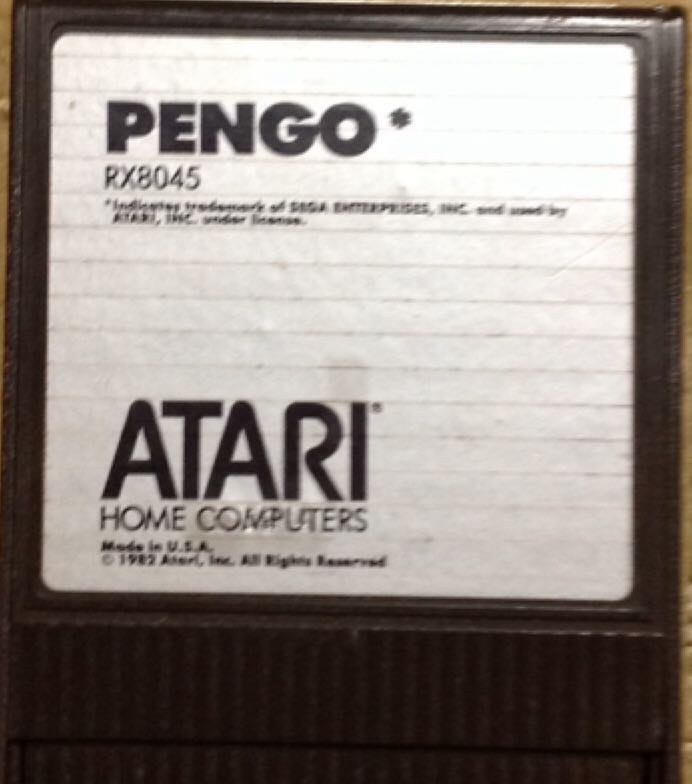 PENGO*
RX8045
*Indicates trademark of SEGA ENTERPRISES, INC. and used by
ATARI, INC. under license.
ATARI®
HOME COMPUTERS
Made in U.S.A.
© 1982 Atari, Inc. All Rights Reserved